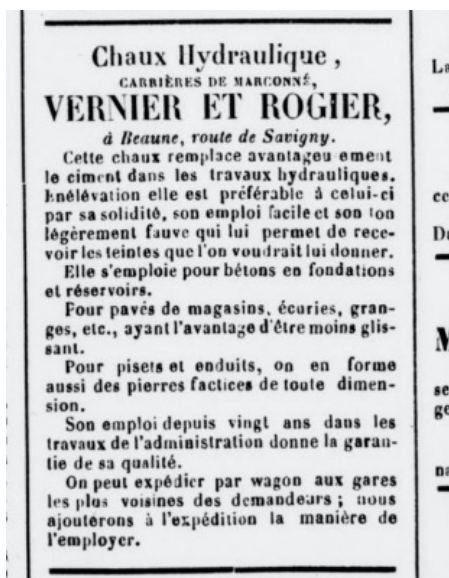 Chaux Hydraulique,
CARRIÈRES DE MARCONNÉ,
VERNIER ET ROGIER,
à Beaune, route de Savigny.
Cette chaux remplace avantageu ement
le ciment dans les travaux hydrauliques.
Enélévation elle est préférable à celui-ci
par sa solidité, son emploi facile et son ton
légèrement fauve qui lui permet de rece-
voir les teintes que l'on voudrait lui donner.
Elle s'emploie pour bétons en fondations
et réservoirs.
Pour pavés de magasins, écuries, gran-
ges, etc., ayant l'avantage d'être moins glis-
sant.
Pour pisets et enduits, on en forme
aussi des pierres factices de toute dimen-
sion.
Son emploi depuis vingt ans dans les
travaux de l'administration donne la garan-
tie de sa qualité.
On peut expédier par wagon aux gares
les plus voisines des demandeurs ; nous
ajouterons à l'expédition la manière de
l'employer.